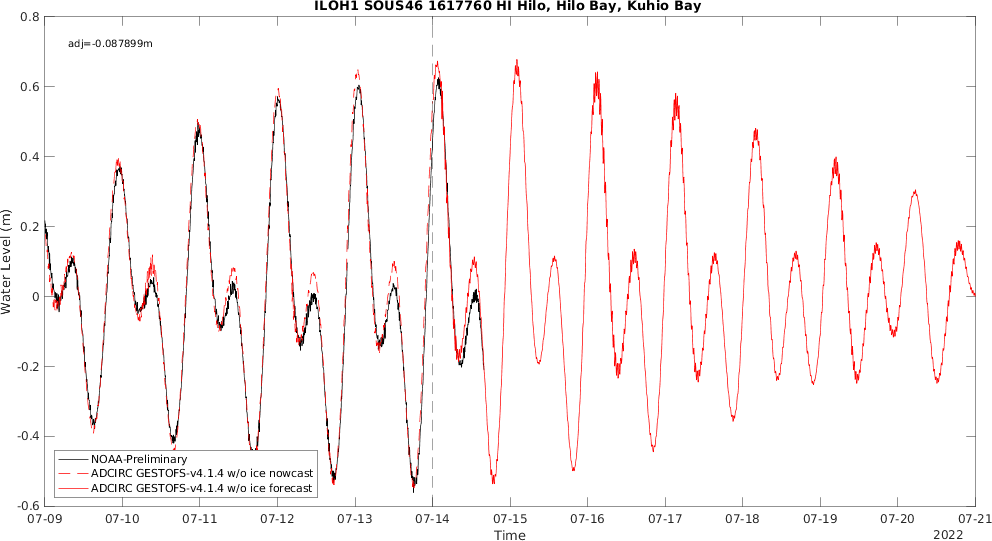 ILOH1 SOUS46 1617760 HI Hilo, Hilo Bay, Kuhio Bay
adj=-0.087899m
0.8
0.6
0.4
0.2
0
-0.2
-0.4
-0.6
Water Level (m)
NOAA-Preliminary
ADCIRC GESTOFS-v4.1.4 w/o ice nowcast
ADCIRC GESTOFS-v4.1.4 w/o ice forecast
07-09 07-10 07-11 07-12 07-13 07-14 07-15 07-16 07-17 07-18 07-19 07-20 07-21
Time
2022